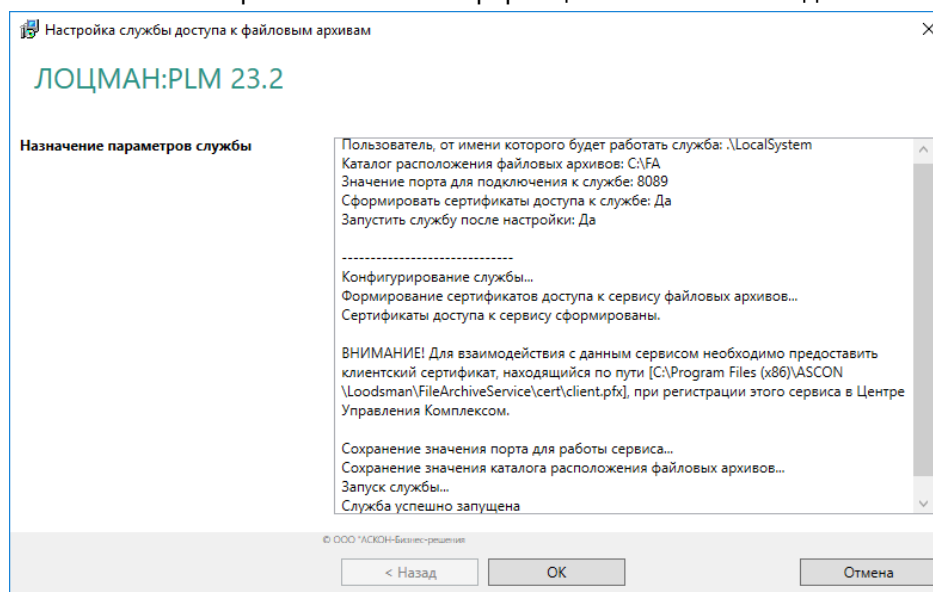 Настройка службы доступа к файловым архивам
ЛОЦМАН:PLM 23.2
Назначение параметров службы
Пользователь, от имени которого будет работать служба: .\LocalSystem
Каталог расположения файловых архивов: C:\FA
Значение порта для подключения к службе: 8089
Сформировать сертификаты доступа к службе: Да
Запустить службу после настройки: Да
------------------------------
Конфигурирование службы...
Формирование сертификатов доступа к сервису файловых архивов...
Сертификаты доступа к сервису сформированы.
ВНИМАНИЕ! Для взаимодействия с данным сервисом необходимо предоставить
клиентский сертификат, находящийся по пути [C:\Program Files (x86)\ASCON
\Loodsman\FileArchiveService\cert\client.pfx], при регистрации этого сервиса в Центре
Управления Комплексом.
Сохранение значения порта для работы сервиса...
Сохранение значения каталога расположения файловых архивов...
Запуск службы...
Служба успешно запущена
© ООО "АСКОН-Бизнес-решения
< Назад
ОК
Отмена